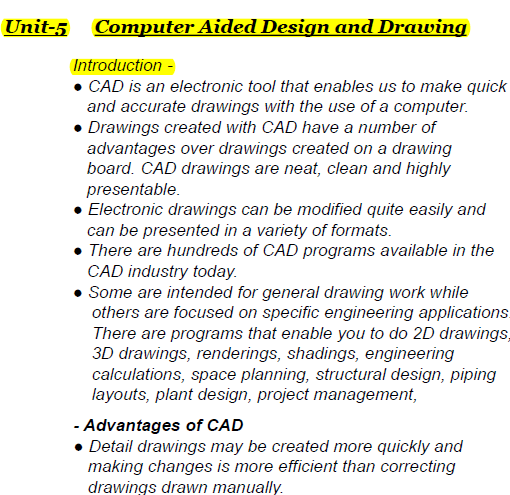 Unit-5 Computer Aided Design and Drawing
Introduction -
● CAD is an electronic tool that enables us to make quick
and accurate drawings with the use of a computer.
● Drawings created with CAD have a number of
advantages over drawings created on a drawing
board. CAD drawings are neat, clean and highly
presentable.
● Electronic drawings can be modified quite easily and
can be presented in a variety of formats.
● There are hundreds of CAD programs available in the
CAD industry today.
● Some are intended for general drawing work while
others are focused on specific engineering applications
There are programs that enable you to do 2D drawings,
3D drawings, renderings, shadings, engineering
calculations, space planning, structural design, piping
layouts, plant design, project management,
- Advantages of CAD
● Detail drawings may be created more quickly and
making changes is more efficient than correcting
drawings drawn manually.